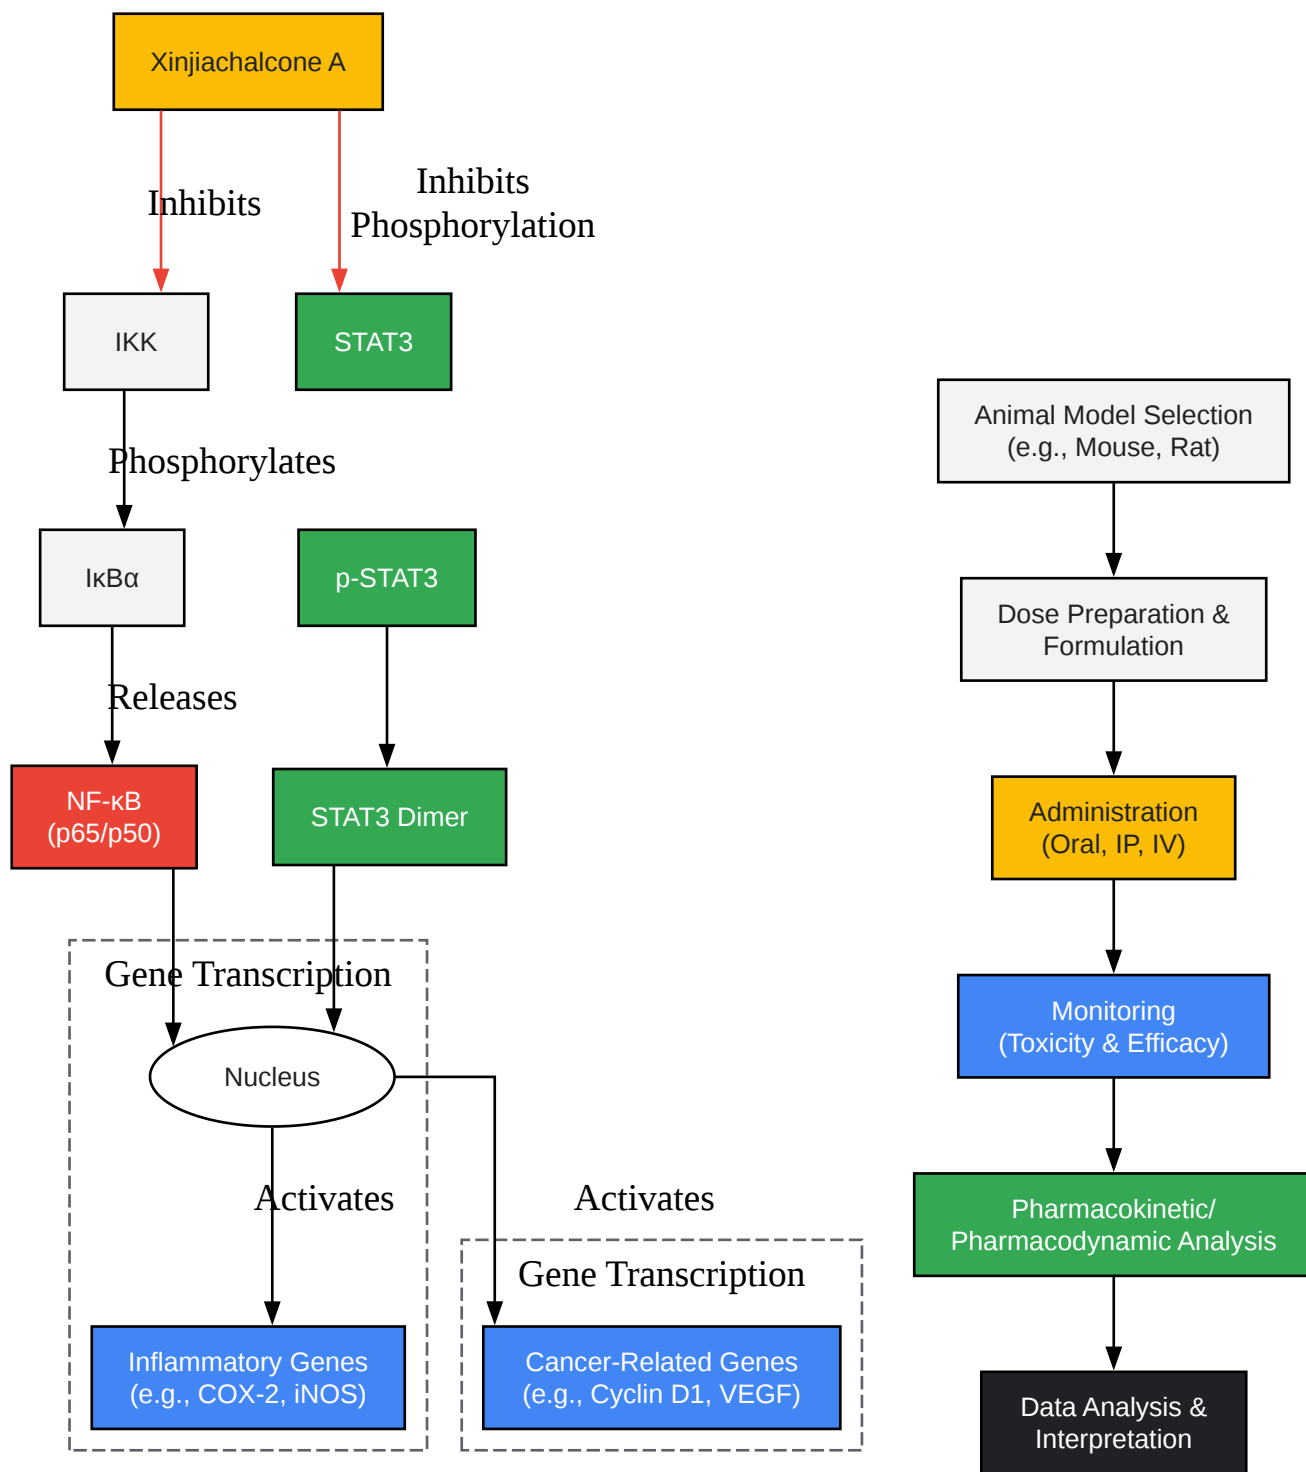 Xinjiachalcone A
Inhibits
Inhibits
Phosphorylation
IKK
STAT3
Phosphorylates
IκBα
p-STAT3
Releases
NF-κB
(p65/p50)
STAT3 Dimer
Gene Transcription
Nucleus
Activates
Activates
Gene Transcription
Inflammatory Genes
(e.g., COX-2, iNOS)
Cancer-Related Genes
(e.g., Cyclin D1, VEGF)
Animal Model Selection
(e.g., Mouse, Rat)
Dose Preparation &
Formulation
Administration
(Oral, IP, IV)
Monitoring
(Toxicity & Efficacy)
Pharmacokinetic/
Pharmacodynamic Analysis
Data Analysis &
Interpretation